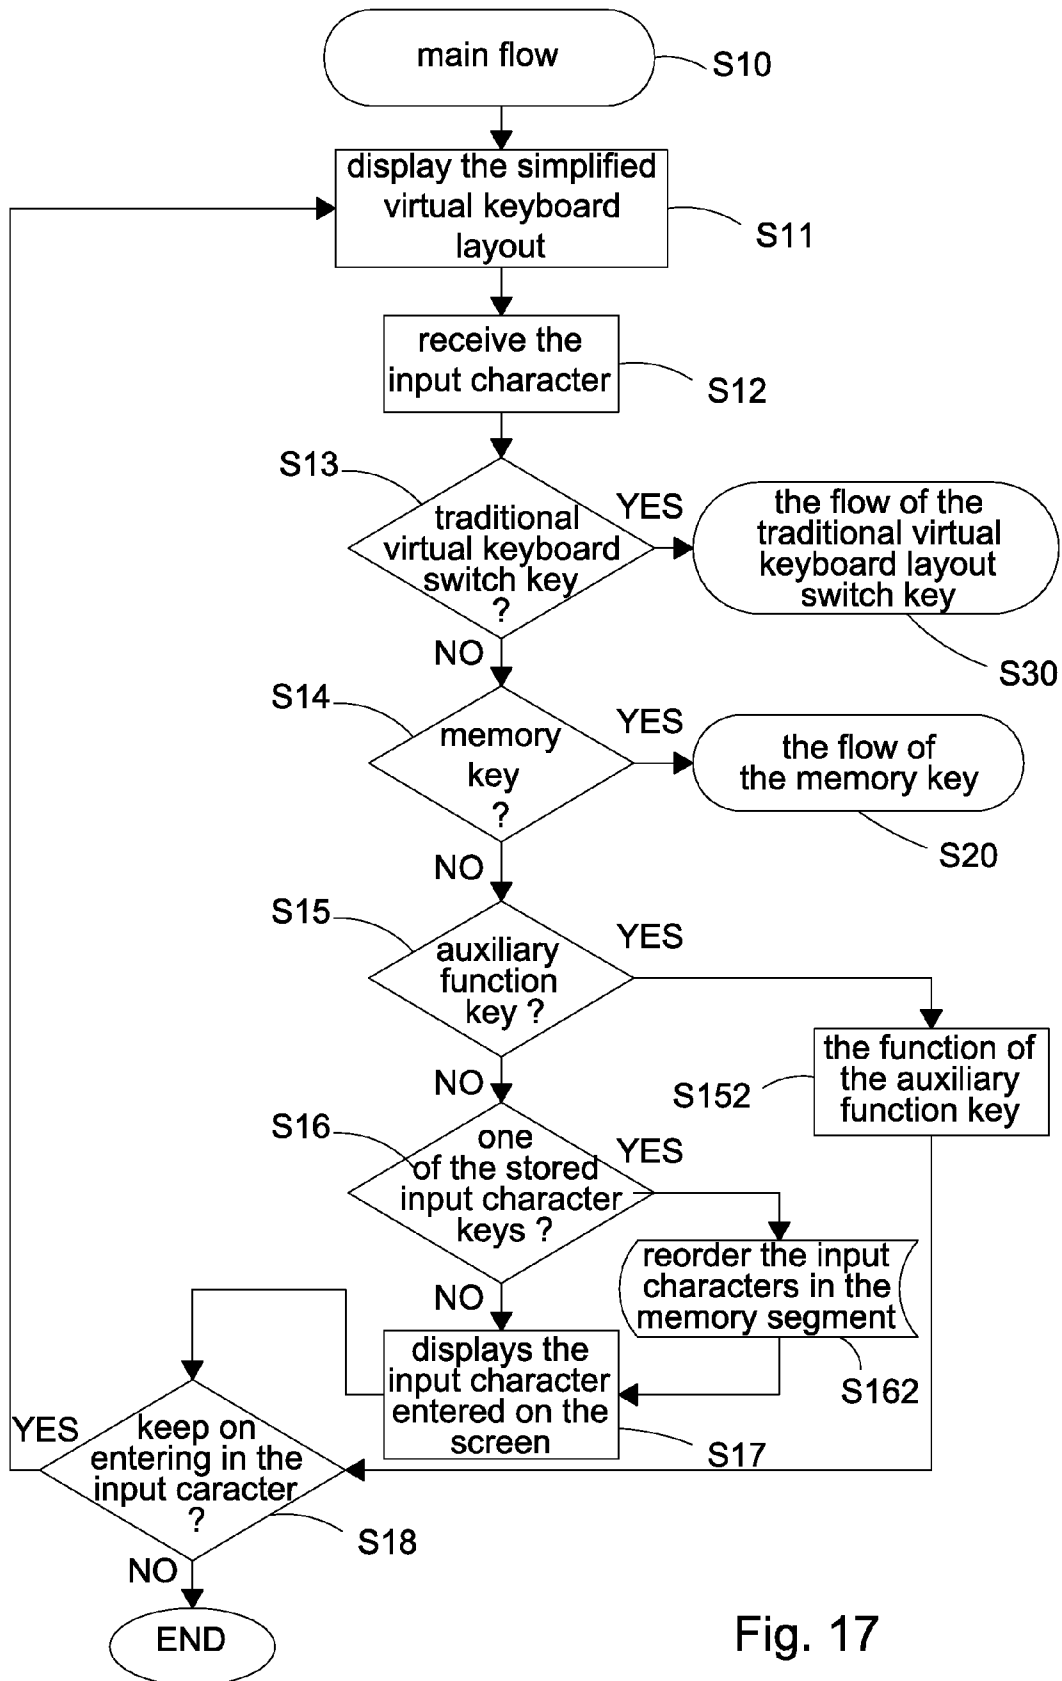 main flow
S10
display the simplified
virtual keyboard
layout
S11
receive the
input character
S12
S13
traditional
virtual keyboard
switch key
?
YES
the flow of the
traditional virtual
keyboard layout
switch key
S30
NO
S14
memory
key
?
YES
the flow of
the memory key
S20
NO
S15
auxiliary
function
key ?
YES
the function of
the auxiliary
function key
S152
NO
S16
one
of the stored
input character
keys ?
YES
reorder the input
characters in the
memory segment
S162
NO
displays the
input character
entered on the
screen
S17
YES
keep on
entering in the
input caracter
?
S18
NO
END
Fig. 17